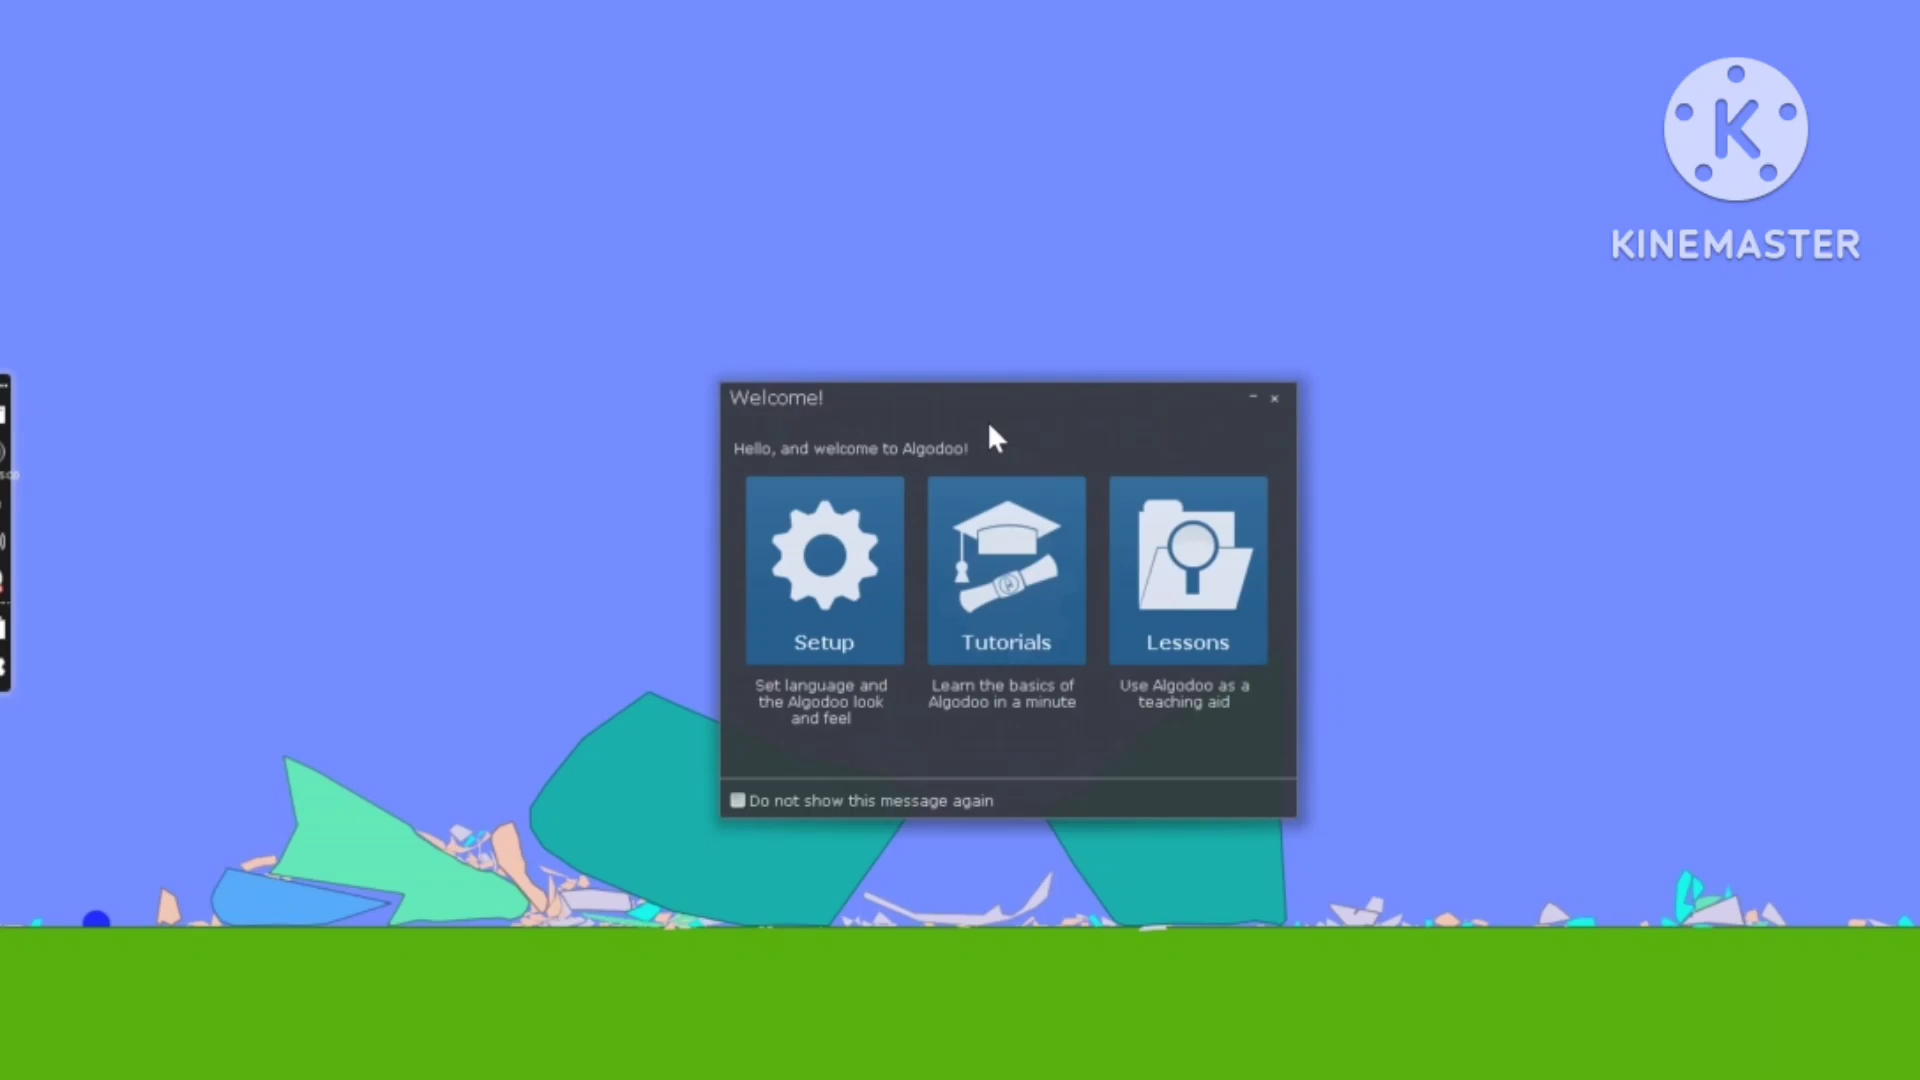 K
KINEMASTER
Welcome!
Hello, and welcome to Algodoo!
Setup
Tutorials
Lessons
Set language and
the Algodoo look
and feel
Learn the basics of
Algodoo in a minute
Use Algodoo as a
teaching aid
Do not show this message again